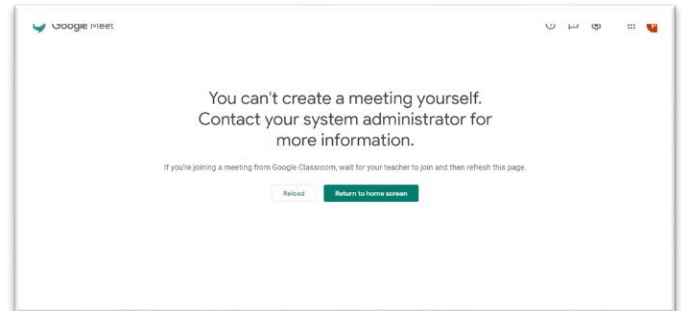 Google Meet
You can't create a meeting yourself.
Contact your system administrator for
more information.
If you're joining a meeting from Google Classroom, wait for your teacher to join and then refresh this page.
Reload
Return to home screen